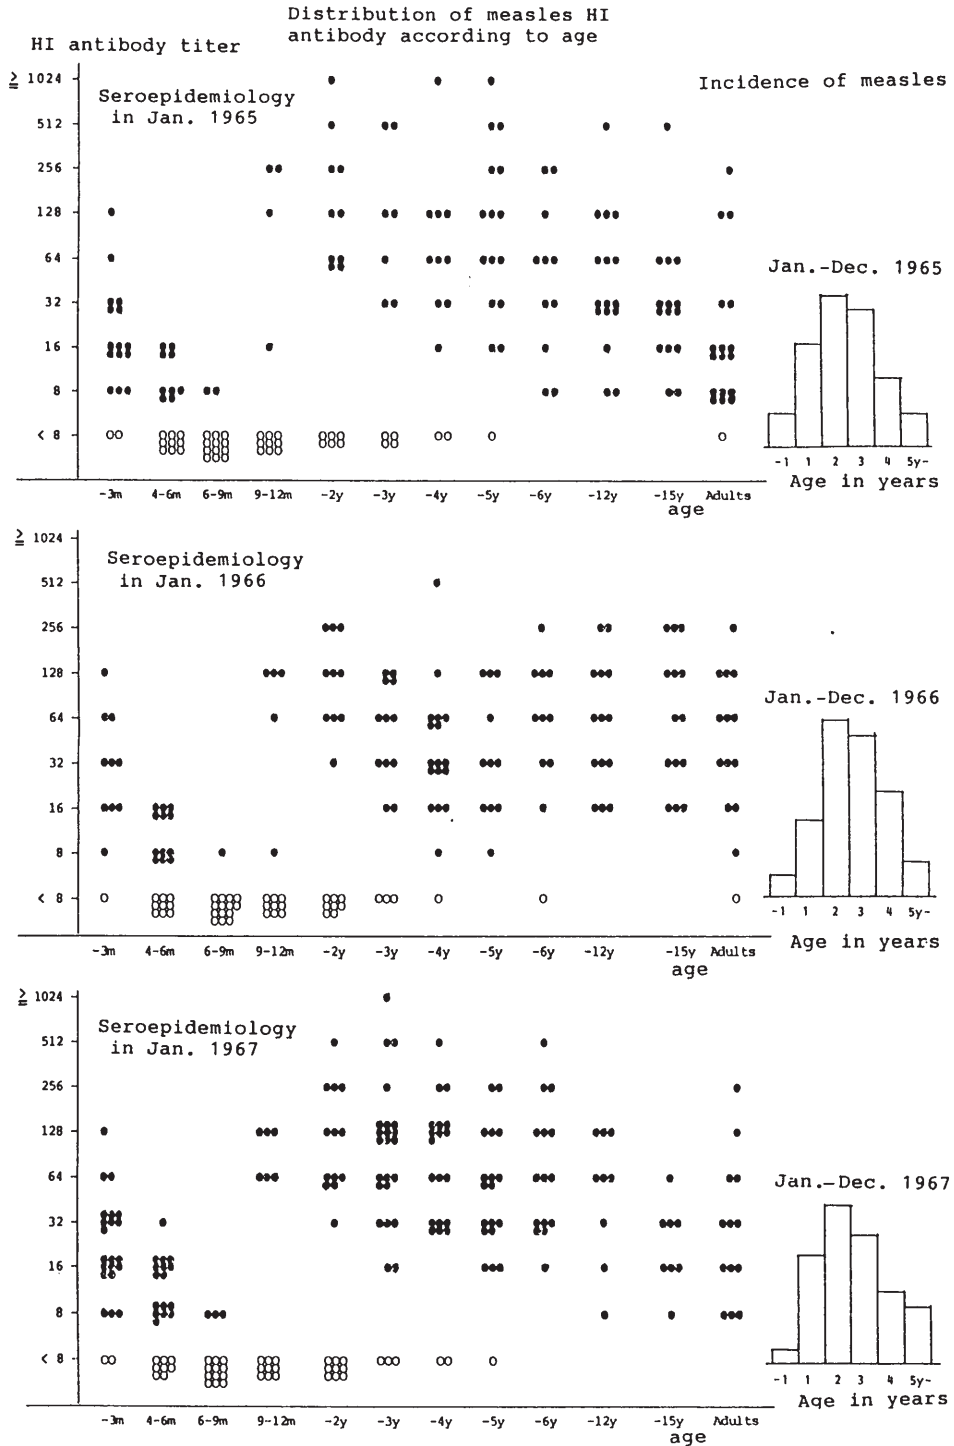 Distribution of measles HI
antibody according to age
HI antibody titer
Incidence of measles
≧ 1024
Seroepidemiology
in Jan. 1965
512
256
128
64
32
16
8
< 8
-3m 4-6m 6-9m 9-12m -2y -3y -4y -5y -6y -12y -15y Adults
age
Jan.-Dec. 1965
-1 1 2 3 4 5y-
Age in years
≧ 1024
Seroepidemiology
in Jan. 1966
512
256
128
64
32
16
8
< 8
-3m 4-6m 6-9m 9-12m -2y -3y -4y -5y -6y -12y -15y Adults
age
Jan.-Dec. 1966
-1 1 2 3 4 5y-
Age in years
≧ 1024
Seroepidemiology
in Jan. 1967
512
256
128
64
32
16
8
< 8
-3m 4-6m 6-9m 9-12m -2y -3y -4y -5y -6y -12y -15y Adults
age
Jan.-Dec. 1967
-1 1 2 3 4 5y-
Age in years